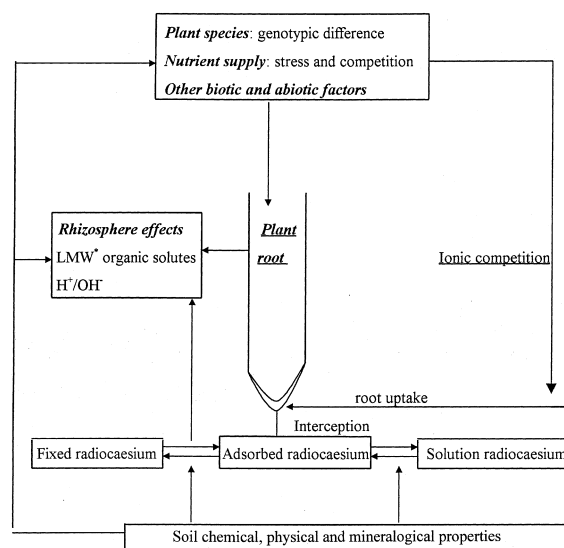 Plant species: genotypic difference
Nutrient supply: stress and competition
Other biotic and abiotic factors
Rhizosphere effects
LMW* organic solutes
H+/OH-
Plant
root
Ionic competition
root uptake
Interception
Fixed radiocaesium
Adsorbed radiocaesium
Solution radiocaesium
Soil chemical, physical and mineralogical properties